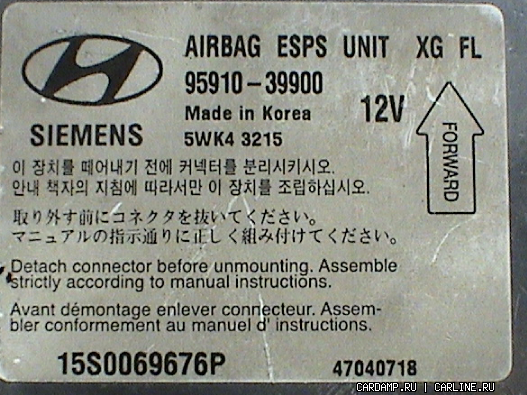 AIRBAG ESPS UNIT XG FL
95910-39900
Made in Korea
12V
SIEMENS
5WK4 3215
FORWARD
이 장치를 떼어내기 전에 커넥터를 분리시키시오.
안내 책자의 지침에 따라서만 이 장치를 조립하십시오.
取り外す前にコネクタを抜いてください。
マニュアルの指示通りに正しく組み付けてください。
Detach connector before unmounting. Assemble
strictly according to manual instructions.
Avant démontage enlever connecteur. Assem-
bler conformement au manuel d' instructions.
15S0069676P
47040718
CARDAMP.RU | CARLINE.RU